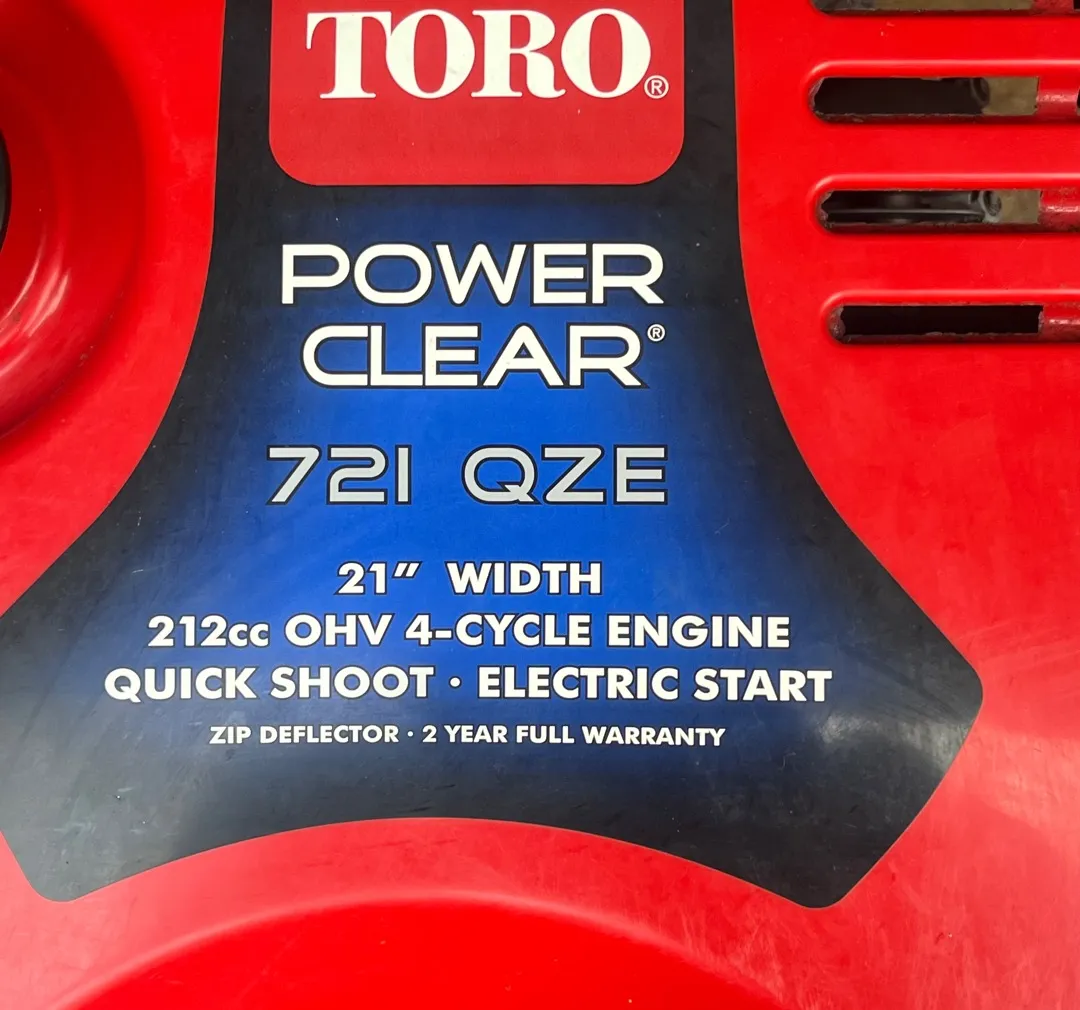 TORO®
POWER
CLEAR®
721 QZE
21" WIDTH
212cc OHV 4-CYCLE ENGINE
QUICK SHOOT · ELECTRIC START
ZIP DEFLECTOR · 2 YEAR FULL WARRANTY